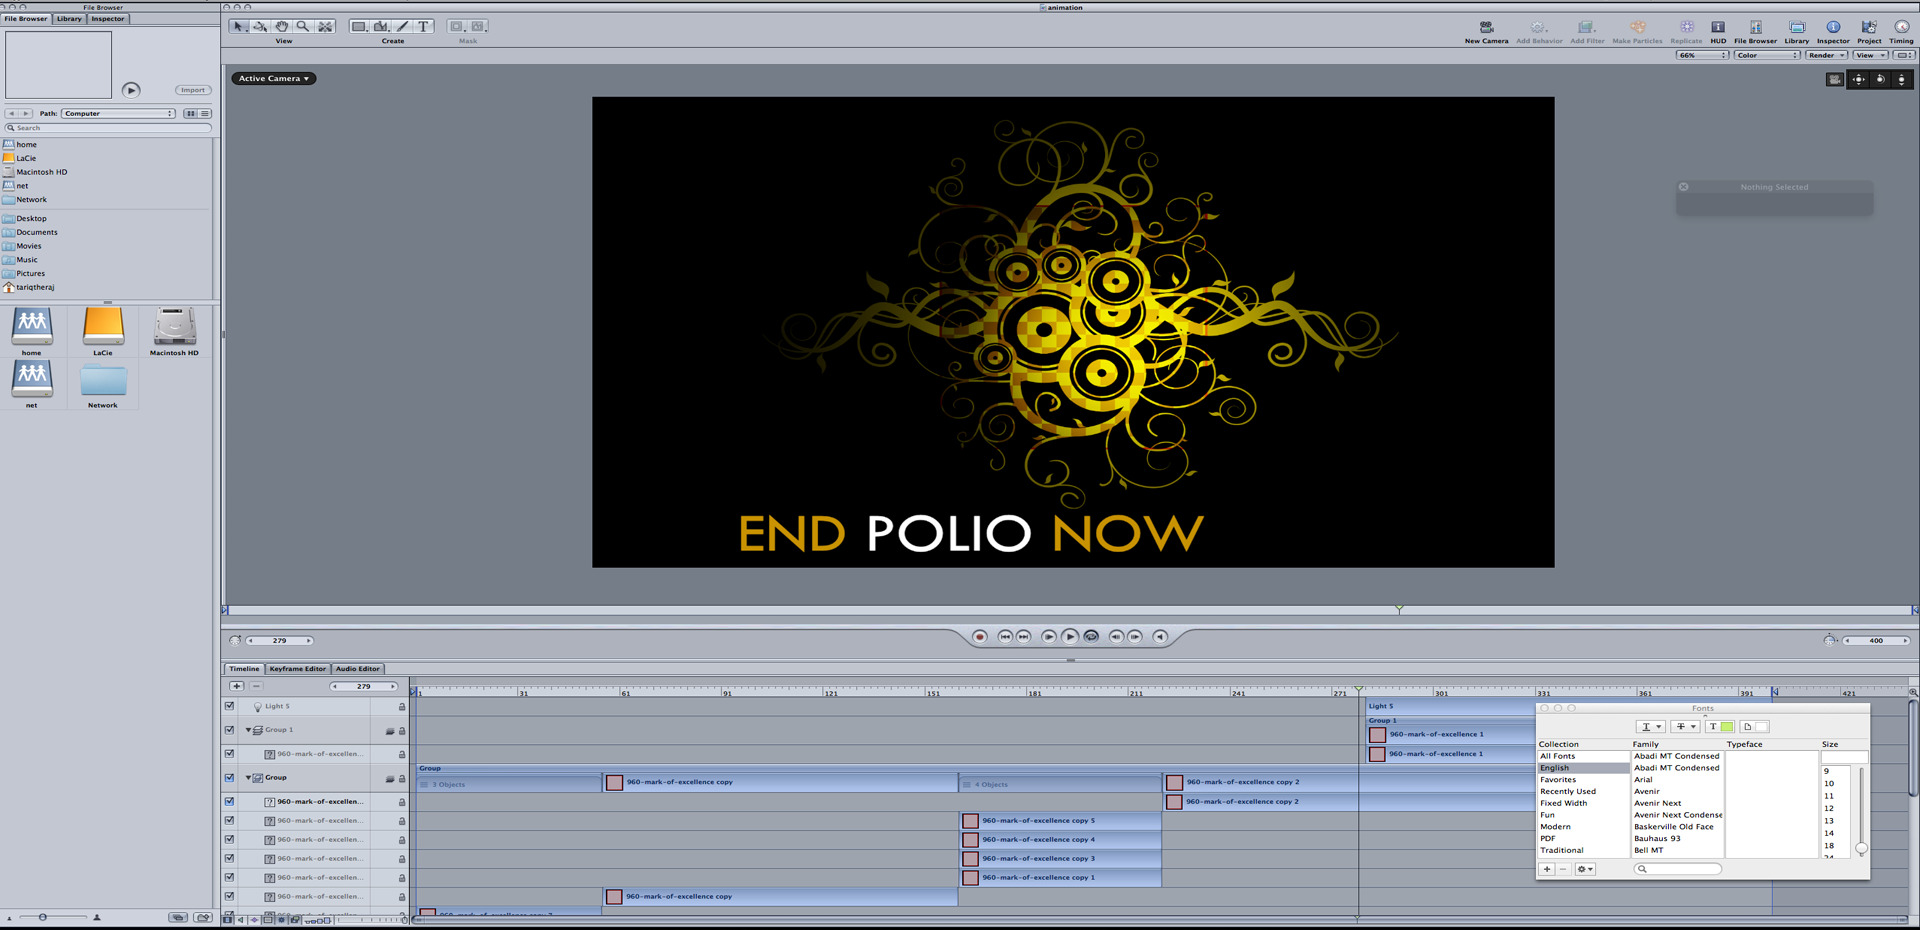 File Browser
animation
File Browser Library Inspector
View
Create
Mask
New Camera Add Behavior Add Filter Make Particles Replicate HUD File Browser Library Inspector Project Timing
66% Color Render View
Import
Path: Computer
Search
home
LaCie
Macintosh HD
net
Network
Desktop
Documents
Movies
Music
Pictures
tariqtheraj
home LaCie Macintosh HD
net Network
Active Camera
Nothing Selected
END POLIO NOW
279
400
Timeline Keyframe Editor Audio Editor
279
1 31 61 91 121 151 181 211 241 271 301 331 361 391 421
Light 5
Light 5
Group 1
Group 1
960-mark-of-excellence 1
960-mark-of-excellen...
960-mark-of-excellence 1
Group
Group
3 Objects
960-mark-of-excellence copy
4 Objects
960-mark-of-excellence copy 2
960-mark-of-excellen...
960-mark-of-excellence copy 2
960-mark-of-excellen...
960-mark-of-excellence copy 5
960-mark-of-excellen...
960-mark-of-excellence copy 4
960-mark-of-excellen...
960-mark-of-excellence copy 3
960-mark-of-excellen...
960-mark-of-excellence copy 1
960-mark-of-excellen...
960-mark-of-excellence copy
Fonts
T T T
Collection Family Typeface Size
All Fonts
English
Favorites
Recently Used
Fixed Width
Fun
Modern
PDF
Traditional
Abadi MT Condensed
Abadi MT Condensed
Arial
Avenir
Avenir Next
Avenir Next Condense
Baskerville Old Face
Bauhaus 93
Bell MT
9
10
11
12
13
14
18
24